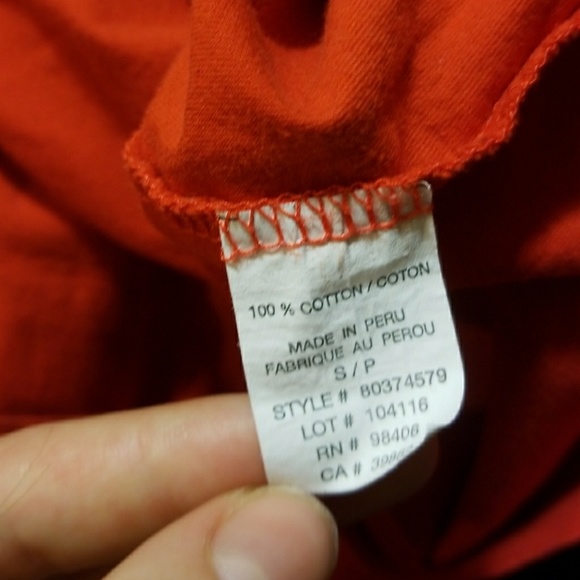 100 % COTTON / COTON
MADE IN PERU
FABRIQUE AU PEROU
S / P
STYLE # 80374579
LOT # 104116
RN # 98408
CA #